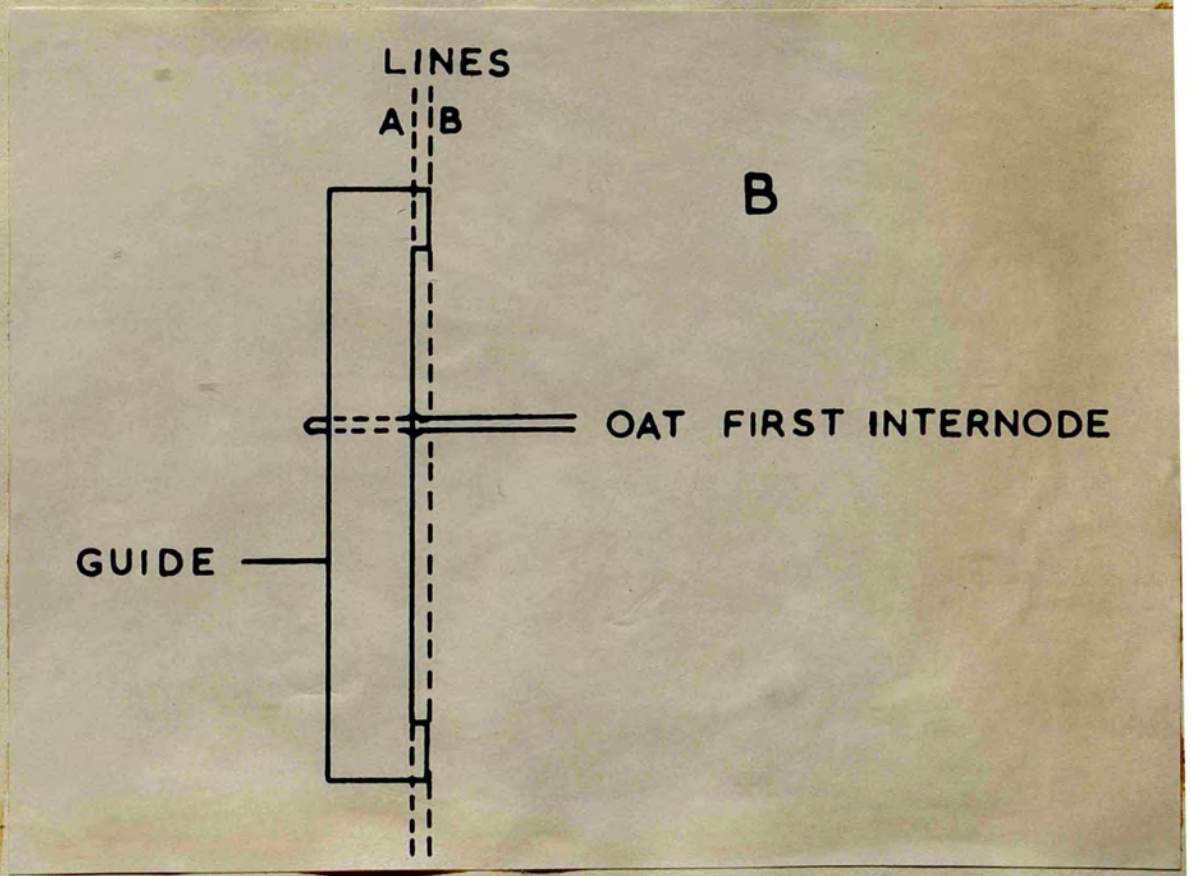 LINES
A B
B
OAT FIRST INTERNODE
GUIDE